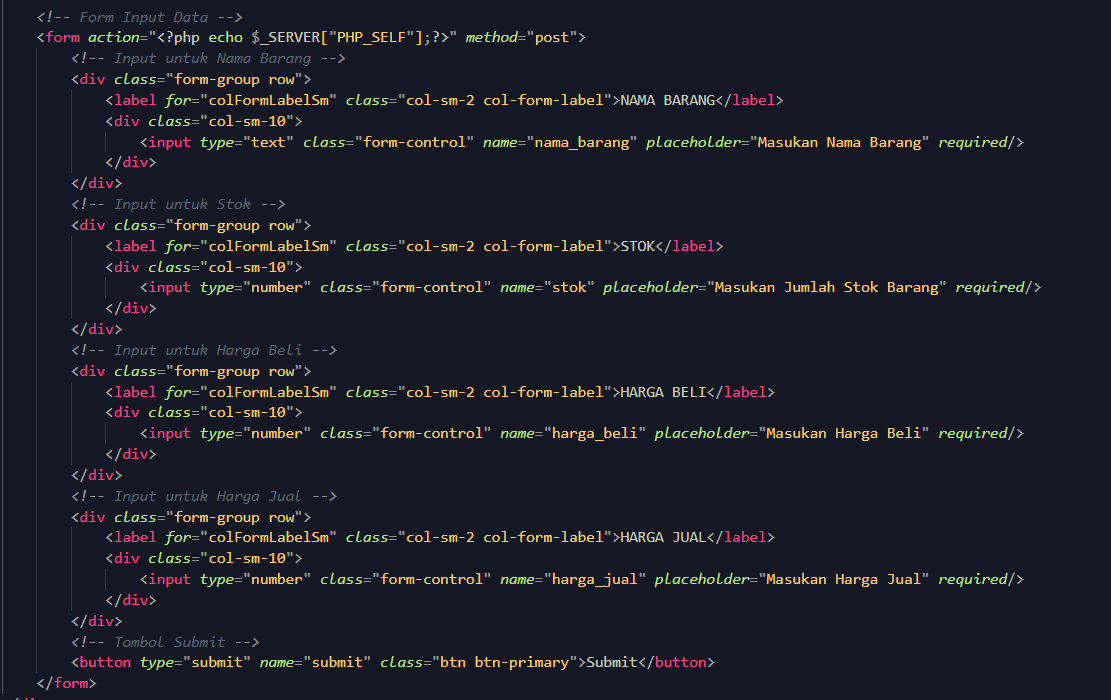 <!-- Form Input Data -->
<form action="<?php echo $_SERVER["PHP_SELF"];?>" method="post">
<!-- Input untuk Nama Barang -->
<div class="form-group row">
<label for="colFormLabelSm" class="col-sm-2 col-form-label">NAMA BARANG</label>
<div class="col-sm-10">
<input type="text" class="form-control" name="nama_barang" placeholder="Masukan Nama Barang" required/>
</div>
</div>
<!-- Input untuk Stok -->
<div class="form-group row">
<label for="colFormLabelSm" class="col-sm-2 col-form-label">STOK</label>
<div class="col-sm-10">
<input type="number" class="form-control" name="stok" placeholder="Masukan Jumlah Stok Barang" required/>
</div>
</div>
<!-- Input untuk Harga Beli -->
<div class="form-group row">
<label for="colFormLabelSm" class="col-sm-2 col-form-label">HARGA BELI</label>
<div class="col-sm-10">
<input type="number" class="form-control" name="harga_beli" placeholder="Masukan Harga Beli" required/>
</div>
</div>
<!-- Input untuk Harga Jual -->
<div class="form-group row">
<label for="colFormLabelSm" class="col-sm-2 col-form-label">HARGA JUAL</label>
<div class="col-sm-10">
<input type="number" class="form-control" name="harga_jual" placeholder="Masukan Harga Jual" required/>
</div>
</div>
<!-- Tombol Submit -->
<button type="submit" name="submit" class="btn btn-primary">Submit</button>
</form>